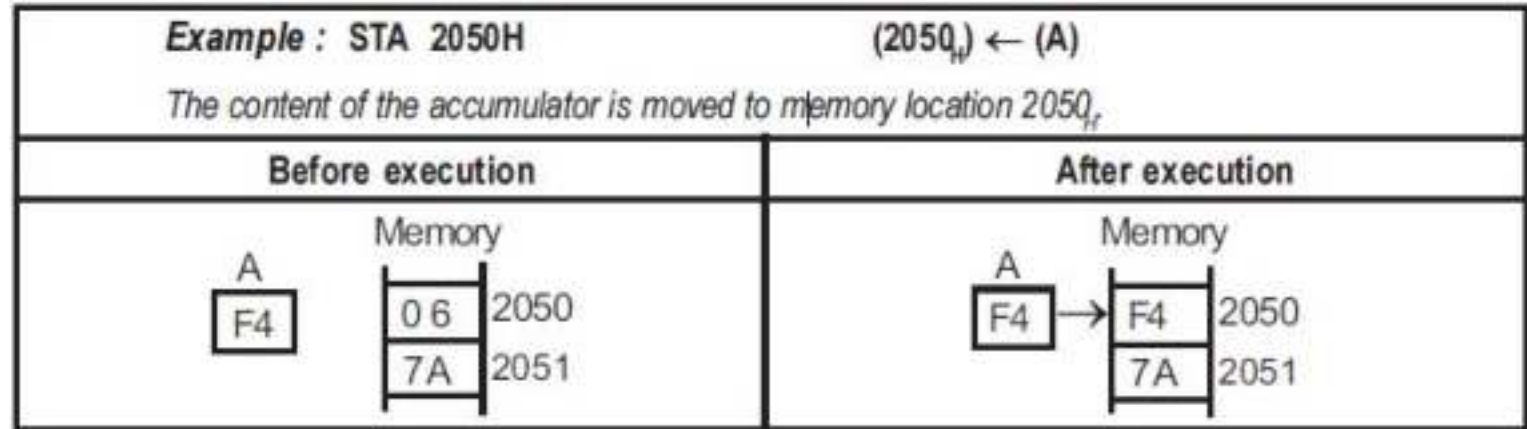 Example : STA 2050H (2050H) ← (A)
The content of the accumulator is moved to memory location 2050H.
Before execution After execution
Memory Memory
A A
F4 06 2050 F4 → F4 2050
7A 2051 7A 2051